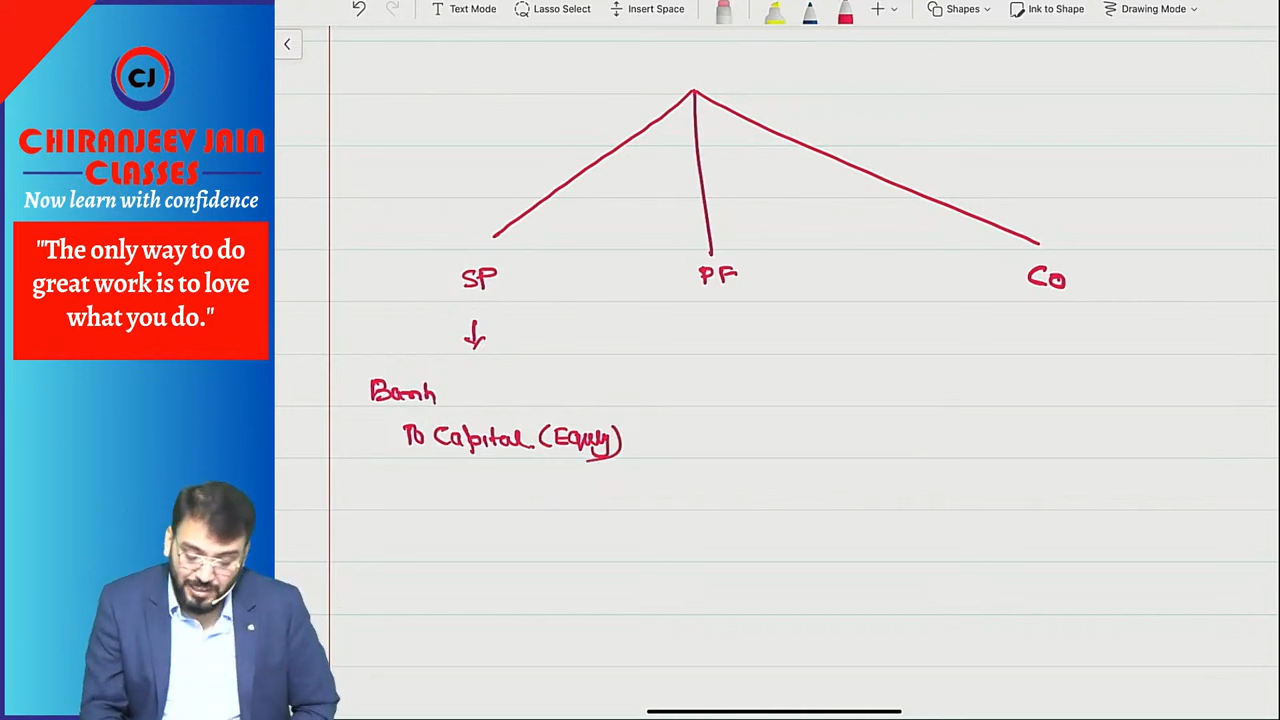 Text Mode
Lasso Select
Insert Space
Shapes
Ink to Shape
Drawing Mode
CJ
CHIRANJEEV JAIN
CLASSES
Now learn with confidence
"The only way to do
great work is to love
what you do."
SP PF CO
Bank
To Capital (Equity)